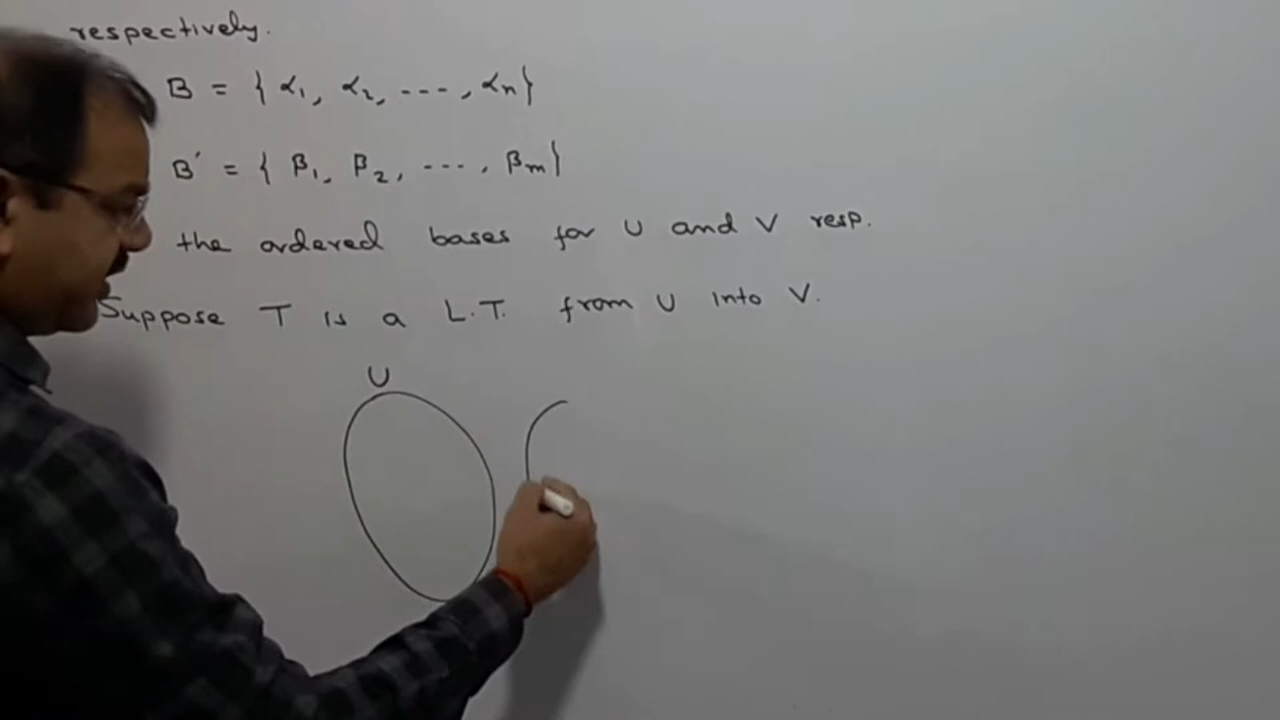 respectively.
B = { α₁, α₂, ---, αₙ}
B' = { β₁, β₂, ---, βₘ}
the ordered bases for U and V resp.
Suppose T is a L.T. from U into V.
U